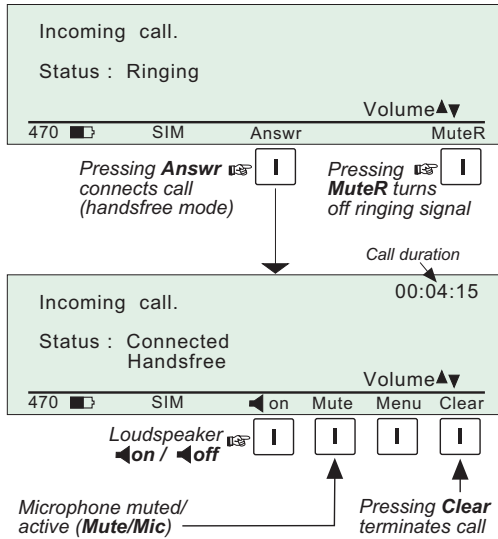 Incoming call.
Status : Ringing
Volume▲▼
470 SIM Answr MuteR
Pressing Answr ☞ I
connects call
(handsfree mode)
Pressing ☞ I
MuteR turns
off ringing signal
Call duration
00:04:15
Incoming call.
Status : Connected
Handsfree
Volume▲▼
470 SIM on Mute Menu Clear
Loudspeaker ☞ I I I I
on / off
Microphone muted/
active (Mute/Mic)
Pressing Clear
terminates call